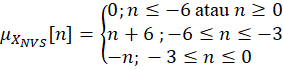 μ_{X_{NVS}}[n] = { 0; n ≤ −6 atau n ≥ 0
n + 6 ; −6 ≤ n ≤ −3
−n; − 3 ≤ n ≤ 0